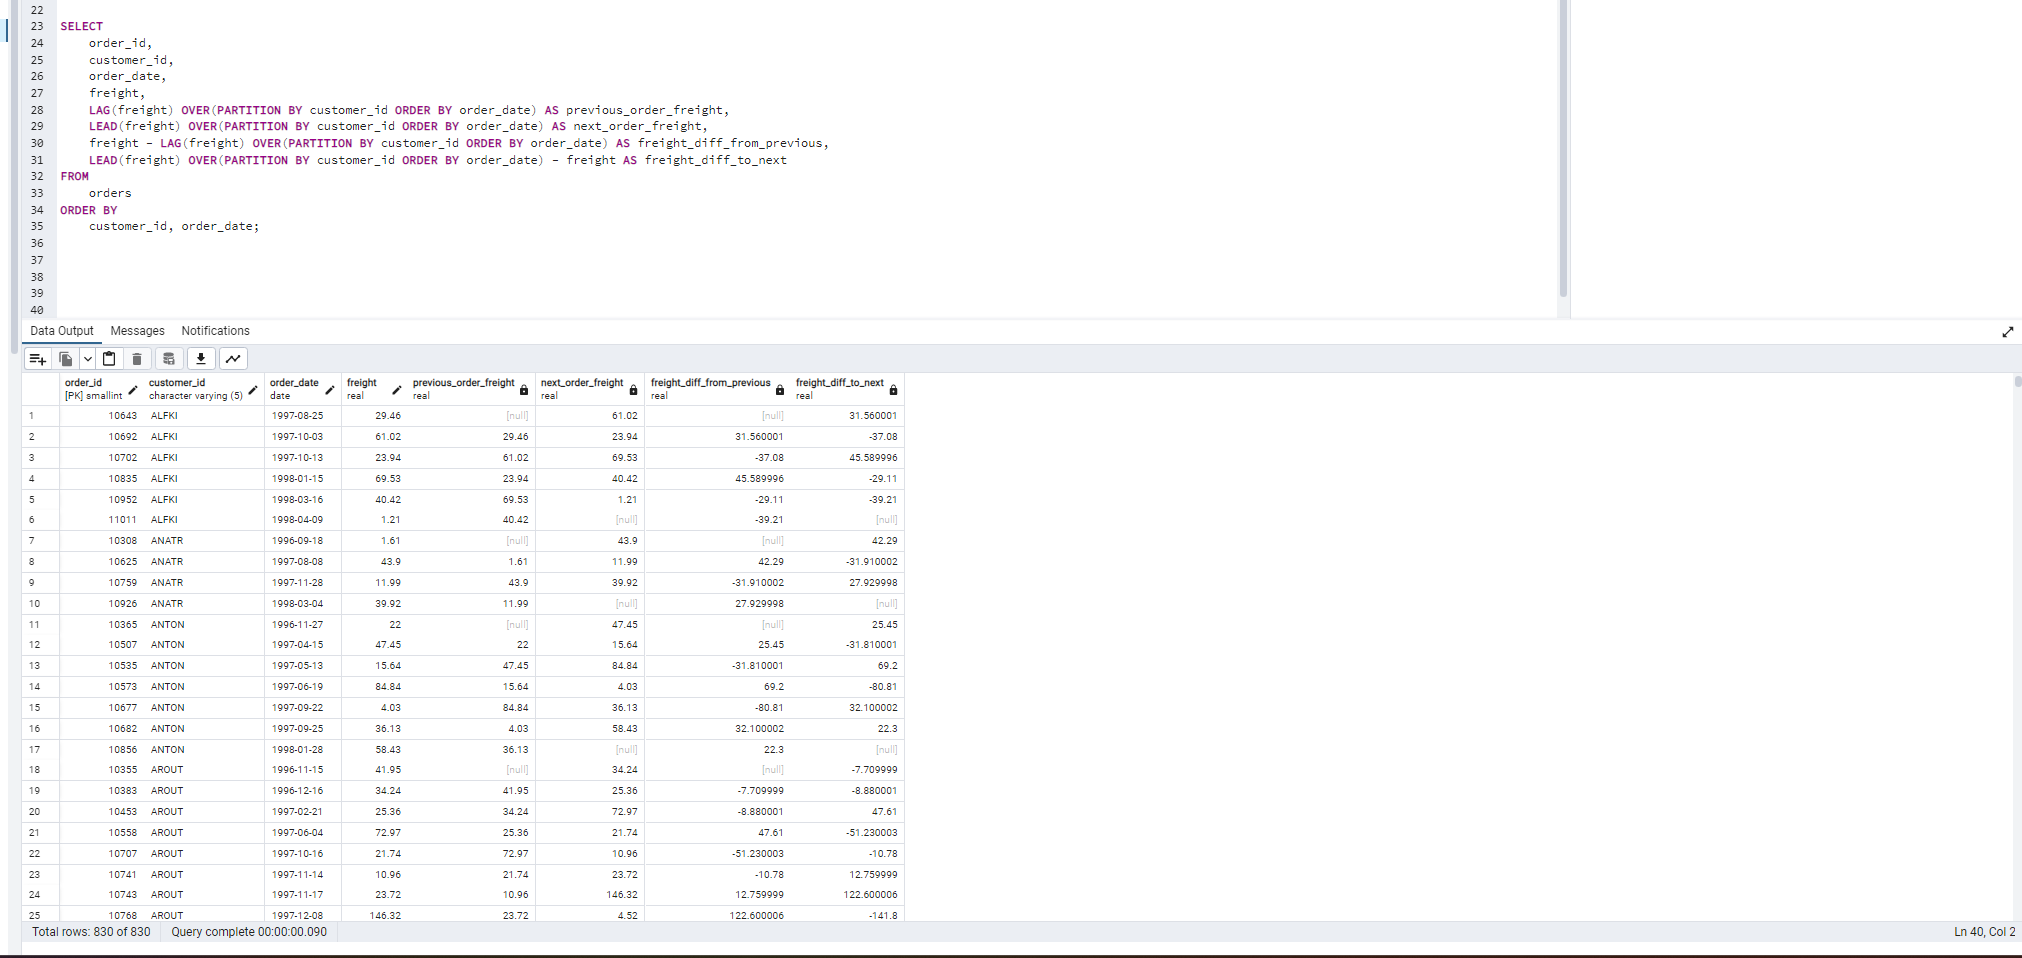 22
23 SELECT
24 order_id,
25 customer_id,
26 order_date,
27 freight,
28 LAG(freight) OVER(PARTITION BY customer_id ORDER BY order_date) AS previous_order_freight,
29 LEAD(freight) OVER(PARTITION BY customer_id ORDER BY order_date) AS next_order_freight,
30 freight - LAG(freight) OVER(PARTITION BY customer_id ORDER BY order_date) AS freight_diff_from_previous,
31 LEAD(freight) OVER(PARTITION BY customer_id ORDER BY order_date) - freight AS freight_diff_to_next
32 FROM
33 orders
34 ORDER BY
35 customer_id, order_date;
36
37
38
39
40
Data Output Messages Notifications
order_id customer_id order_date freight previous_order_freight next_order_freight freight_diff_from_previous freight_diff_to_next
[PK] smallint character varying (5) date real real real real real
1 10643 ALFKI 1997-08-25 29.46 [null] 61.02 [null] 31.560001
2 10692 ALFKI 1997-10-03 61.02 29.46 23.94 31.560001 -37.08
3 10702 ALFKI 1997-10-13 23.94 61.02 69.53 -37.08 45.589996
4 10835 ALFKI 1998-01-15 69.53 23.94 40.42 45.589996 -29.11
5 10952 ALFKI 1998-03-16 40.42 69.53 1.21 -29.11 -39.21
6 11011 ALFKI 1998-04-09 1.21 40.42 [null] -39.21 [null]
7 10308 ANATR 1996-09-18 1.61 [null] 43.9 [null] 42.29
8 10625 ANATR 1997-08-08 43.9 1.61 11.99 42.29 -31.910002
9 10759 ANATR 1997-11-28 11.99 43.9 39.92 -31.910002 27.929998
10 10926 ANATR 1998-03-04 39.92 11.99 [null] 27.929998 [null]
11 10365 ANTON 1996-11-27 22 [null] 47.45 [null] 25.45
12 10507 ANTON 1997-04-15 47.45 22 15.64 25.45 -31.810001
13 10535 ANTON 1997-05-13 15.64 47.45 84.84 -31.810001 69.2
14 10573 ANTON 1997-06-19 84.84 15.64 4.03 69.2 -80.81
15 10677 ANTON 1997-09-22 4.03 84.84 36.13 -80.81 32.100002
16 10682 ANTON 1997-09-25 36.13 4.03 58.43 32.100002 22.3
17 10856 ANTON 1998-01-28 58.43 36.13 [null] 22.3 [null]
18 10355 AROUT 1996-11-15 41.95 [null] 34.24 [null] -7.709999
19 10383 AROUT 1996-12-16 34.24 41.95 25.36 -7.709999 -8.880001
20 10453 AROUT 1997-02-21 25.36 34.24 72.97 -8.880001 47.61
21 10558 AROUT 1997-06-04 72.97 25.36 21.74 47.61 -51.230003
22 10707 AROUT 1997-10-16 21.74 72.97 10.96 -51.230003 -10.78
23 10741 AROUT 1997-11-14 10.96 21.74 23.72 -10.78 12.759999
24 10743 AROUT 1997-11-17 23.72 10.96 146.32 12.759999 122.600006
25 10768 AROUT 1997-12-08 146.32 23.72 4.52 122.600006 -141.8
Total rows: 830 of 830 Query complete 00:00:00.090 Ln 40, Col 2